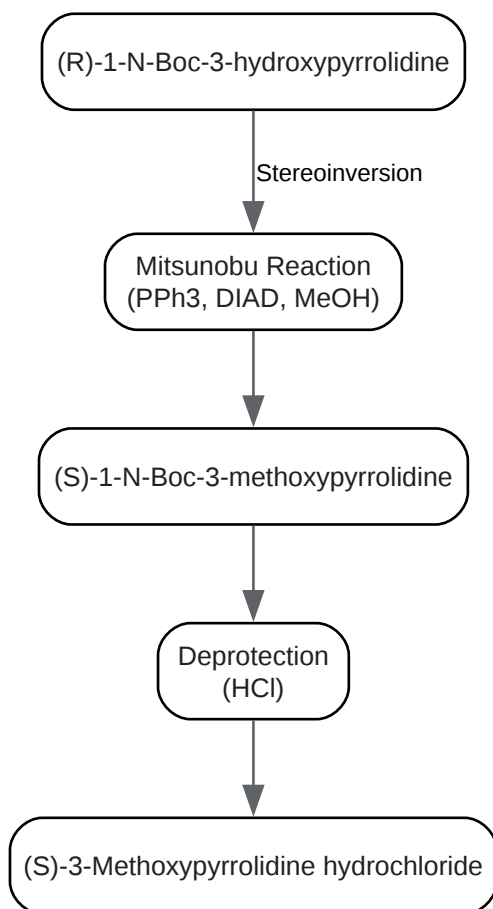 (R)-1-N-Boc-3-hydroxypyrrolidine
Stereoinversion
Mitsunobu Reaction
(PPh3, DIAD, MeOH)
(S)-1-N-Boc-3-methoxypyrrolidine
Deprotection
(HCl)
(S)-3-Methoxypyrrolidine hydrochloride